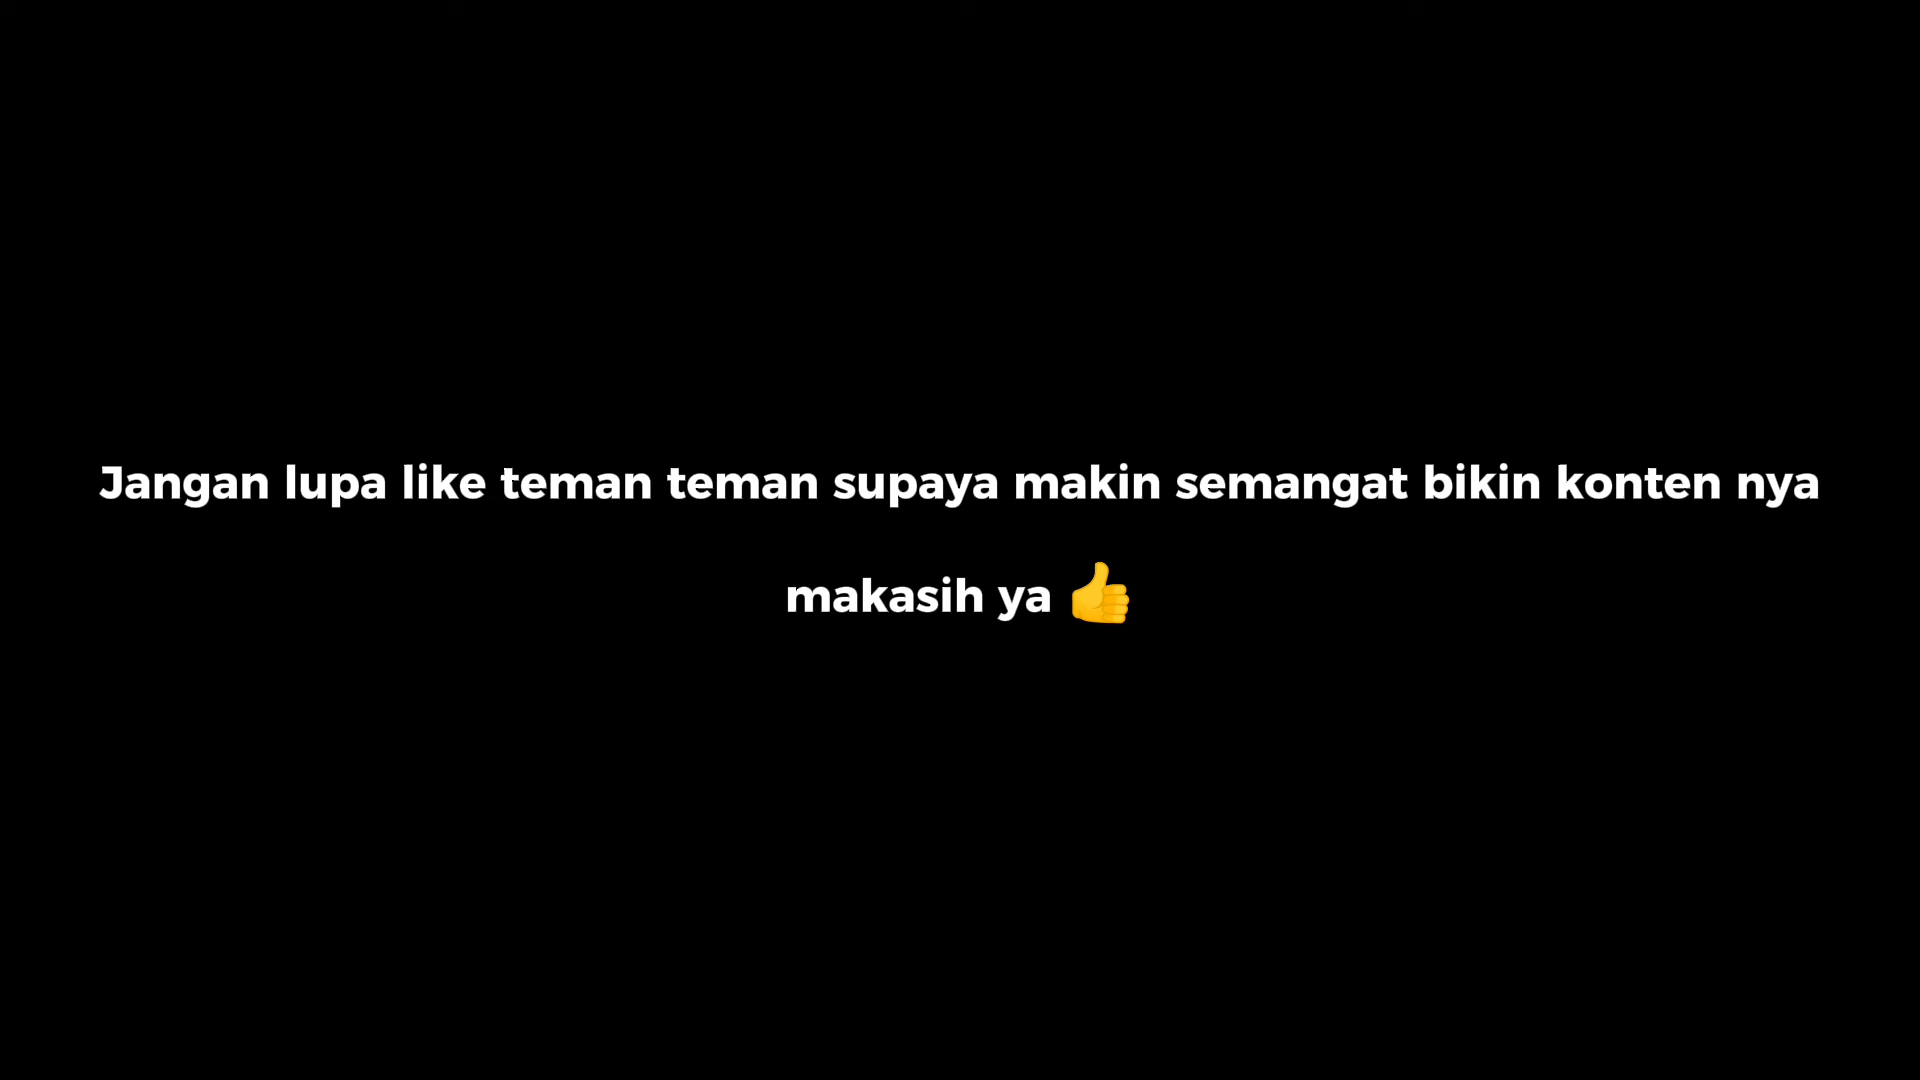 Jangan lupa like teman teman supaya makin semangat bikin konten nya
makasih ya 👍